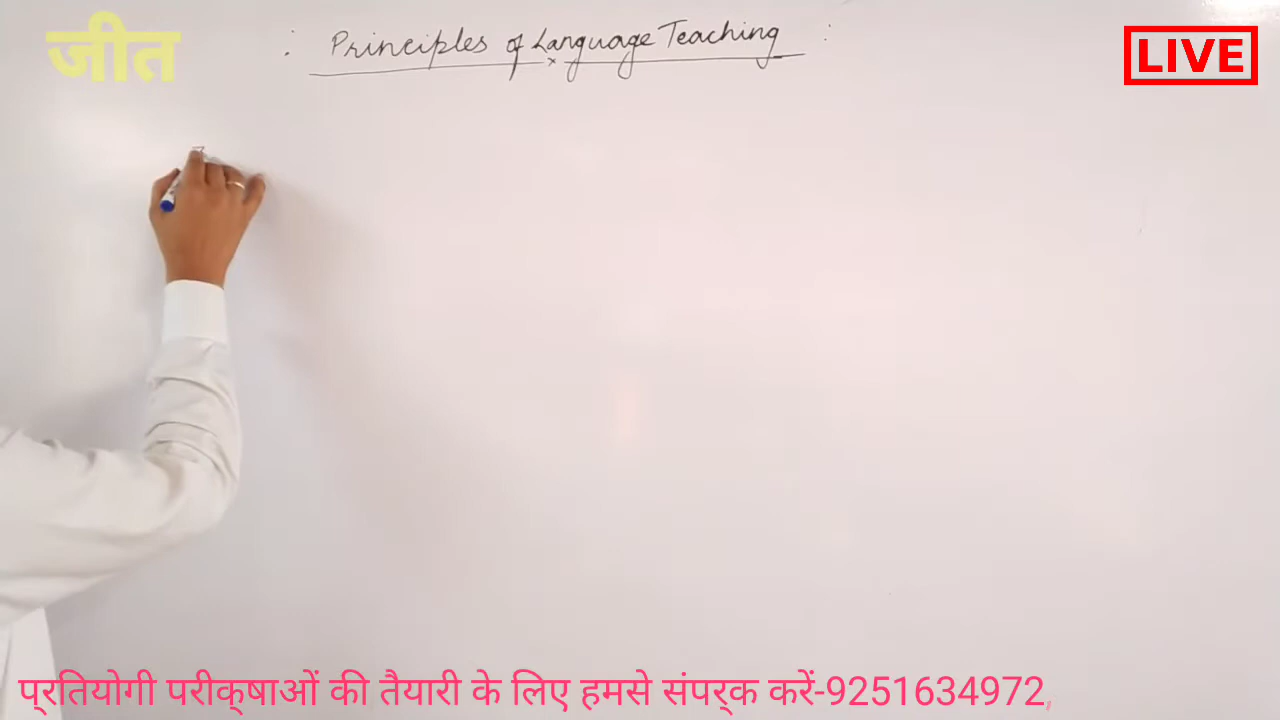 जीत
: Principles of Language Teaching :
LIVE
प्रतियोगी परीक्षाओं की तैयारी के लिए हमसे संपर्क करें-9251634972,